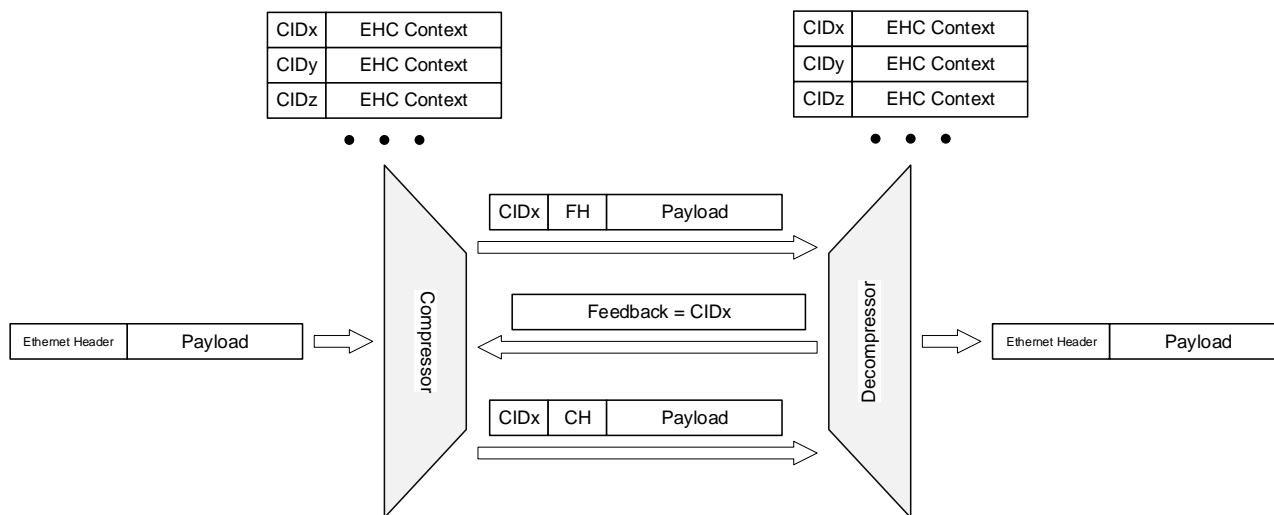 CIDx EHC Context
CIDy EHC Context
CIDz EHC Context
CIDx EHC Context
CIDy EHC Context
CIDz EHC Context
CIDx FH Payload
Feedback = CIDx
CIDx CH Payload
Ethernet Header Payload
Compressor
Decompressor
Ethernet Header Payload